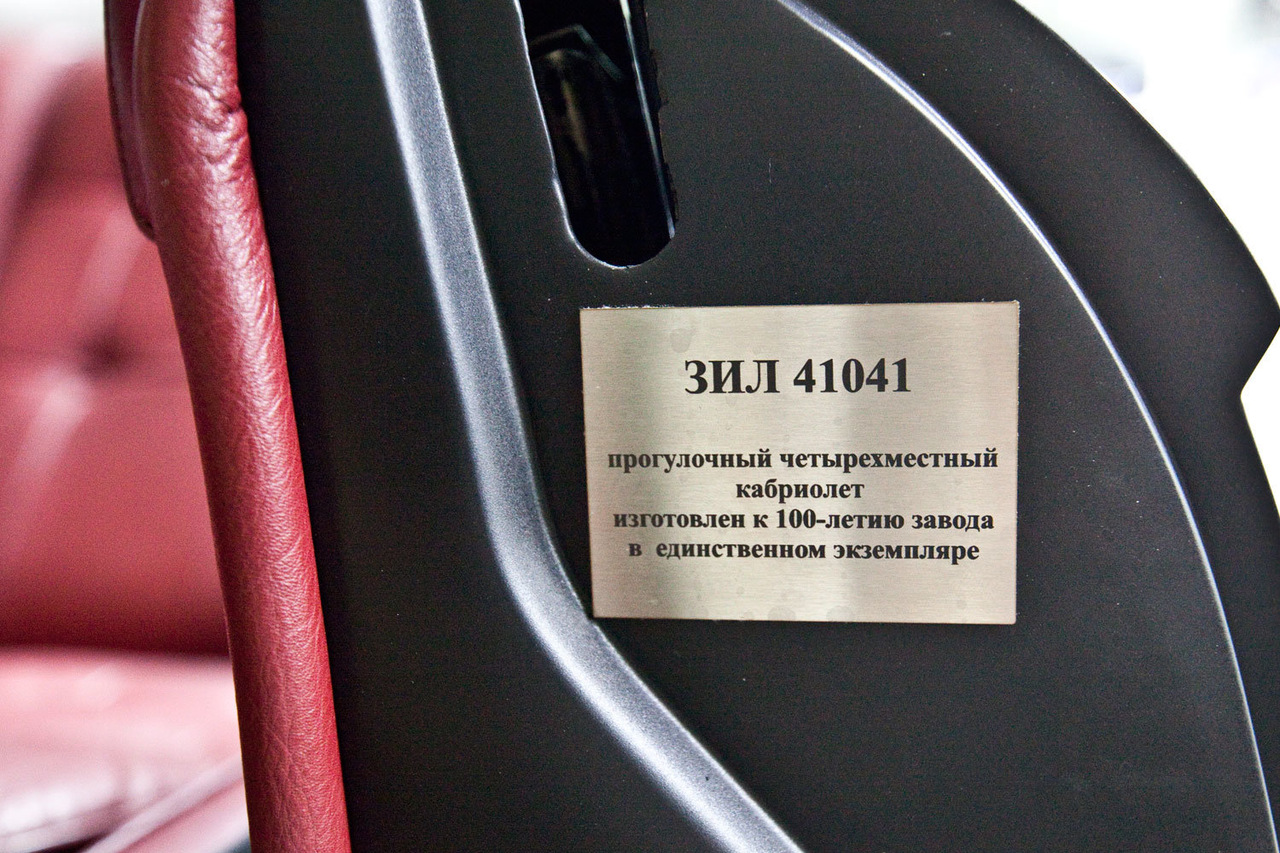 ЗИЛ 41041
прогулочный четырехместный
кабриолет
изготовлен к 100-летию завода
в единственном экземпляре